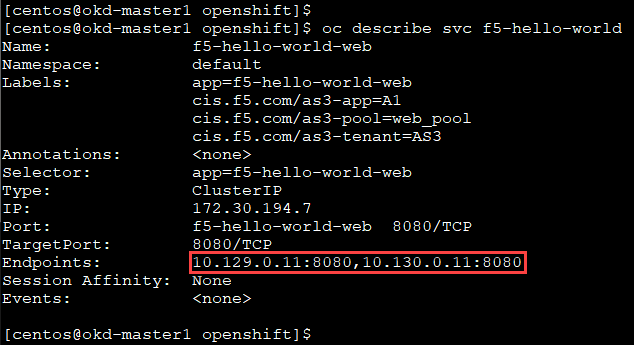 [centos@okd-master1 openshift]$
[centos@okd-master1 openshift]$ oc describe svc f5-hello-world
Name: f5-hello-world-web
Namespace: default
Labels: app=f5-hello-world-web
cis.f5.com/as3-app=A1
cis.f5.com/as3-pool=web_pool
cis.f5.com/as3-tenant=AS3
Annotations: <none>
Selector: app=f5-hello-world-web
Type: ClusterIP
IP: 172.30.194.7
Port: f5-hello-world-web 8080/TCP
TargetPort: 8080/TCP
Endpoints: 10.129.0.11:8080,10.130.0.11:8080
Session Affinity: None
Events: <none>
[centos@okd-master1 openshift]$